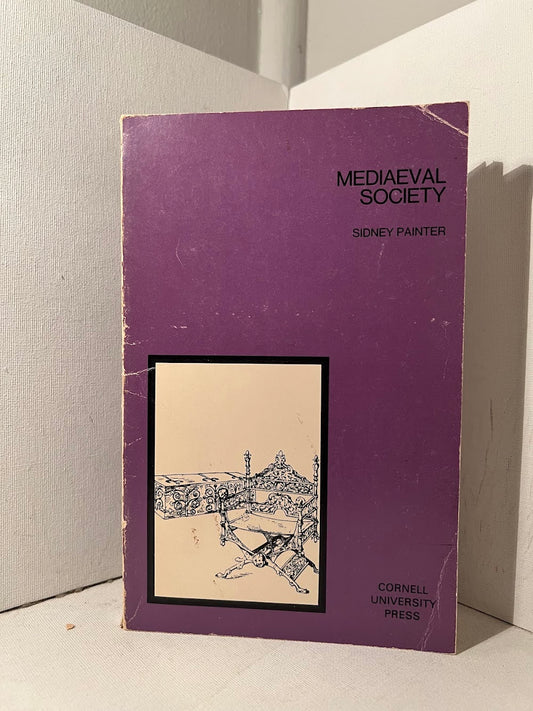 MEDIAEVAL
SOCIETY
SIDNEY PAINTER
CORNELL
UNIVERSITY
PRESS